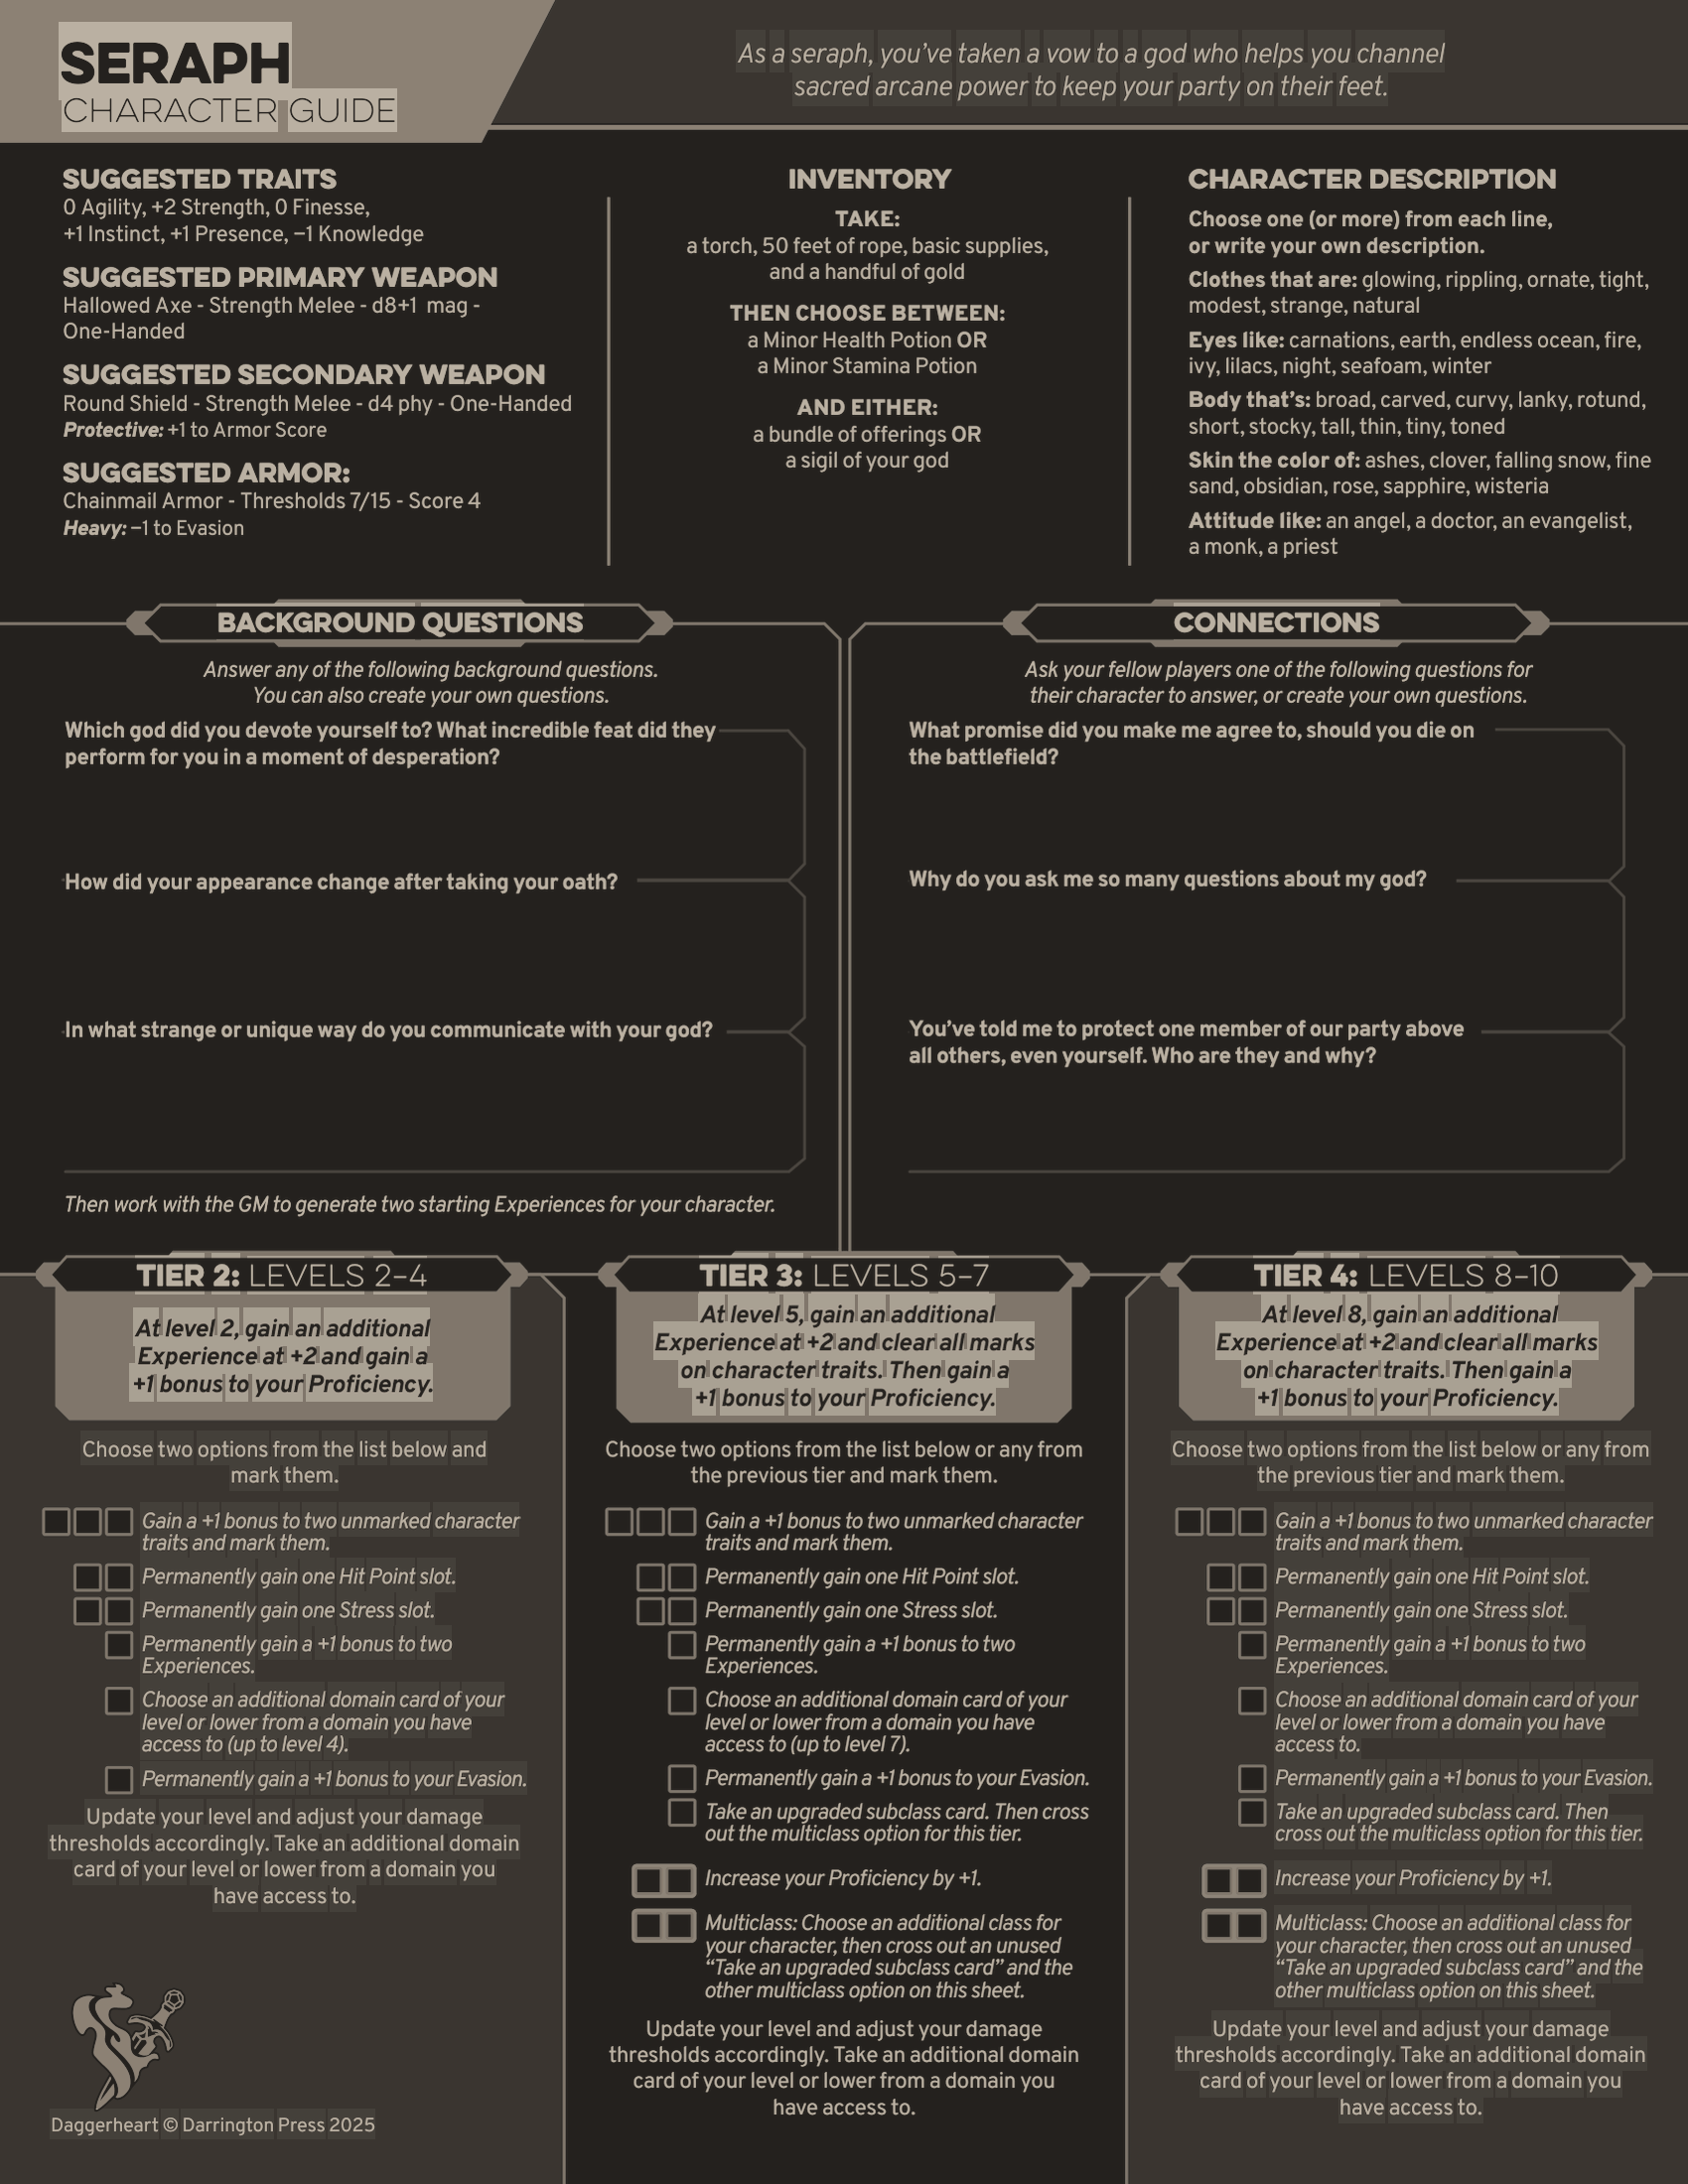 SERAPH
CHARACTER GUIDE
As a seraph, you’ve taken a vow to a god who helps you channel
sacred arcane power to keep your party on their feet.
SUGGESTED TRAITS
0 Agility, +2 Strength, 0 Finesse,
+1 Instinct, +1 Presence, −1 Knowledge
SUGGESTED PRIMARY WEAPON
Hallowed Axe - Strength Melee - d8+1 mag -
One-Handed
SUGGESTED SECONDARY WEAPON
Round Shield - Strength Melee - d4 phy - One-Handed
Protective: +1 to Armor Score
SUGGESTED ARMOR:
Chainmail Armor - Thresholds 7/15 - Score 4
Heavy: −1 to Evasion
INVENTORY
TAKE:
a torch, 50 feet of rope, basic supplies,
and a handful of gold
THEN CHOOSE BETWEEN:
a Minor Health Potion OR
a Minor Stamina Potion
AND EITHER:
a bundle of offerings OR
a sigil of your god
CHARACTER DESCRIPTION
Choose one (or more) from each line,
or write your own description.
Clothes that are: glowing, rippling, ornate, tight,
modest, strange, natural
Eyes like: carnations, earth, endless ocean, fire,
ivy, lilacs, night, seafoam, winter
Body that’s: broad, carved, curvy, lanky, rotund,
short, stocky, tall, thin, tiny, toned
Skin the color of: ashes, clover, falling snow, fine
sand, obsidian, rose, sapphire, wisteria
Attitude like: an angel, a doctor, an evangelist,
a monk, a priest
BACKGROUND QUESTIONS
Answer any of the following background questions.
You can also create your own questions.
Which god did you devote yourself to? What incredible feat did they
perform for you in a moment of desperation?
How did your appearance change after taking your oath?
In what strange or unique way do you communicate with your god?
Then work with the GM to generate two starting Experiences for your character.
CONNECTIONS
Ask your fellow players one of the following questions for
their character to answer, or create your own questions.
What promise did you make me agree to, should you die on
the battlefield?
Why do you ask me so many questions about my god?
You’ve told me to protect one member of our party above
all others, even yourself. Who are they and why?
TIER 2: LEVELS 2–4
At level 2, gain an additional
Experience at +2 and gain a
+1 bonus to your Proficiency.
Choose two options from the list below and
mark them.
Gain a +1 bonus to two unmarked character
traits and mark them.
Permanently gain one Hit Point slot.
Permanently gain one Stress slot.
Permanently gain a +1 bonus to two
Experiences.
Choose an additional domain card of your
level or lower from a domain you have
access to (up to level 4).
Permanently gain a +1 bonus to your Evasion.
Update your level and adjust your damage
thresholds accordingly. Take an additional domain
card of your level or lower from a domain you
have access to.
Daggerheart © Darrington Press 2025
TIER 3: LEVELS 5–7
At level 5, gain an additional
Experience at +2 and clear all marks
on character traits. Then gain a
+1 bonus to your Proficiency.
Choose two options from the list below or any from
the previous tier and mark them.
Gain a +1 bonus to two unmarked character
traits and mark them.
Permanently gain one Hit Point slot.
Permanently gain one Stress slot.
Permanently gain a +1 bonus to two
Experiences.
Choose an additional domain card of your
level or lower from a domain you have
access to (up to level 7).
Permanently gain a +1 bonus to your Evasion.
Take an upgraded subclass card. Then cross
out the multiclass option for this tier.
Increase your Proficiency by +1.
Multiclass: Choose an additional class for
your character, then cross out an unused
“Take an upgraded subclass card” and the
other multiclass option on this sheet.
Update your level and adjust your damage
thresholds accordingly. Take an additional domain
card of your level or lower from a domain you
have access to.
TIER 4: LEVELS 8–10
At level 8, gain an additional
Experience at +2 and clear all marks
on character traits. Then gain a
+1 bonus to your Proficiency.
Choose two options from the list below or any from
the previous tier and mark them.
Gain a +1 bonus to two unmarked character
traits and mark them.
Permanently gain one Hit Point slot.
Permanently gain one Stress slot.
Permanently gain a +1 bonus to two
Experiences.
Choose an additional domain card of your
level or lower from a domain you have
access to.
Permanently gain a +1 bonus to your Evasion.
Take an upgraded subclass card. Then
cross out the multiclass option for this tier.
Increase your Proficiency by +1.
Multiclass: Choose an additional class for
your character, then cross out an unused
“Take an upgraded subclass card” and the
other multiclass option on this sheet.
Update your level and adjust your damage
thresholds accordingly. Take an additional domain
card of your level or lower from a domain you
have access to.